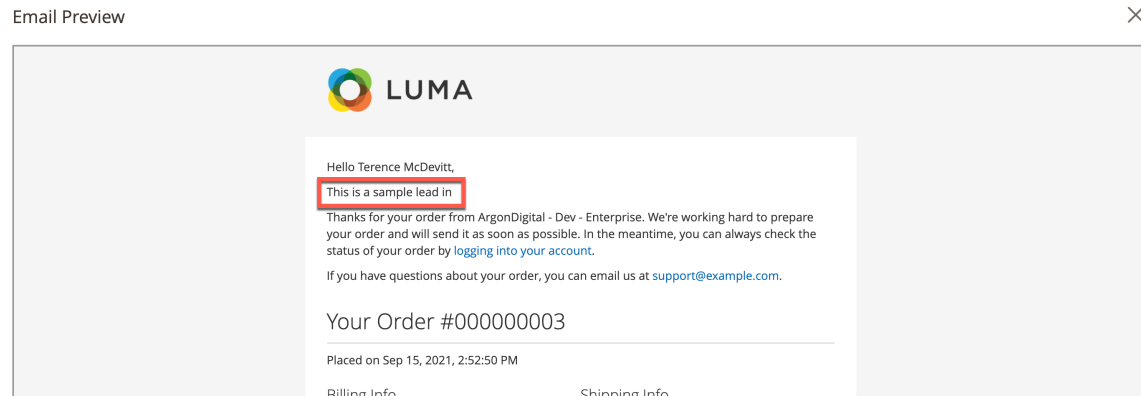 Email Preview
LUMA
Hello Terence McDevitt,
This is a sample lead in
Thanks for your order from ArgonDigital - Dev - Enterprise. We're working hard to prepare
your order and will send it as soon as possible. In the meantime, you can always check the
status of your order by logging into your account.
If you have questions about your order, you can email us at support@example.com.
Your Order #000000003
Placed on Sep 15, 2021, 2:52:50 PM
Billing Info
Shipping Info